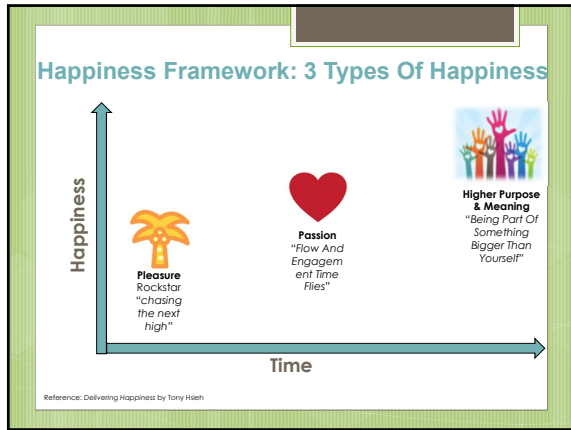 Happiness Framework: 3 Types Of Happiness
Happiness
Pleasure
Rockstar
“chasing
the next
high”
Passion
“Flow And
Engagem
ent Time
Flies”
Higher Purpose
& Meaning
“Being Part Of
Something
Bigger Than
Yourself”
Time
Reference: Delivering Happiness by Tony Hsieh